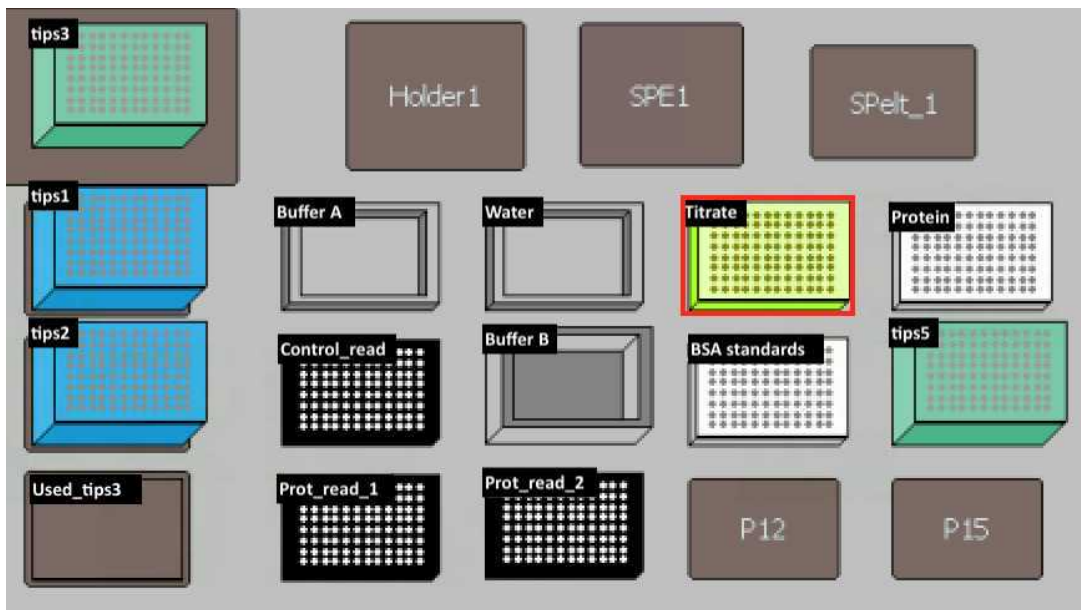 tips3
Holder1
SPE1
SPelt_1
tips1
Buffer A
Water
Titrate
Protein
tips2
Control_read
Buffer B
BSA standards
tips5
Used_tips3
Prot_read_1
Prot_read_2
P12
P15